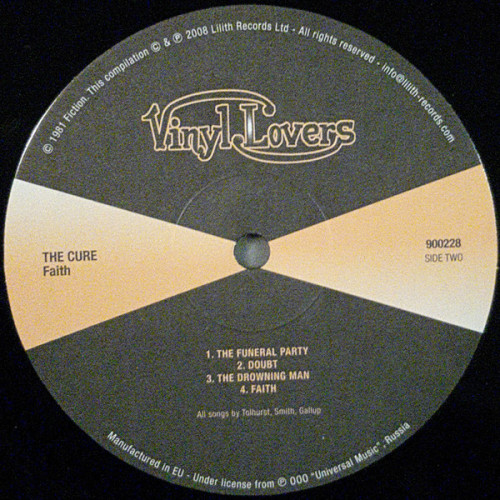 © 1981 Fiction. This compilation © & ℗ 2008 Lilith Records Ltd - All rights reserved - info@lilith-records.com
Vinyl Lovers
THE CURE
Faith
900228
SIDE TWO
1. THE FUNERAL PARTY
2. DOUBT
3. THE DROWNING MAN
4. FAITH
All songs by Tolhurst, Smith, Gallup
Manufactured in EU - Under license from ℗ OOO "Universal Music", Russia